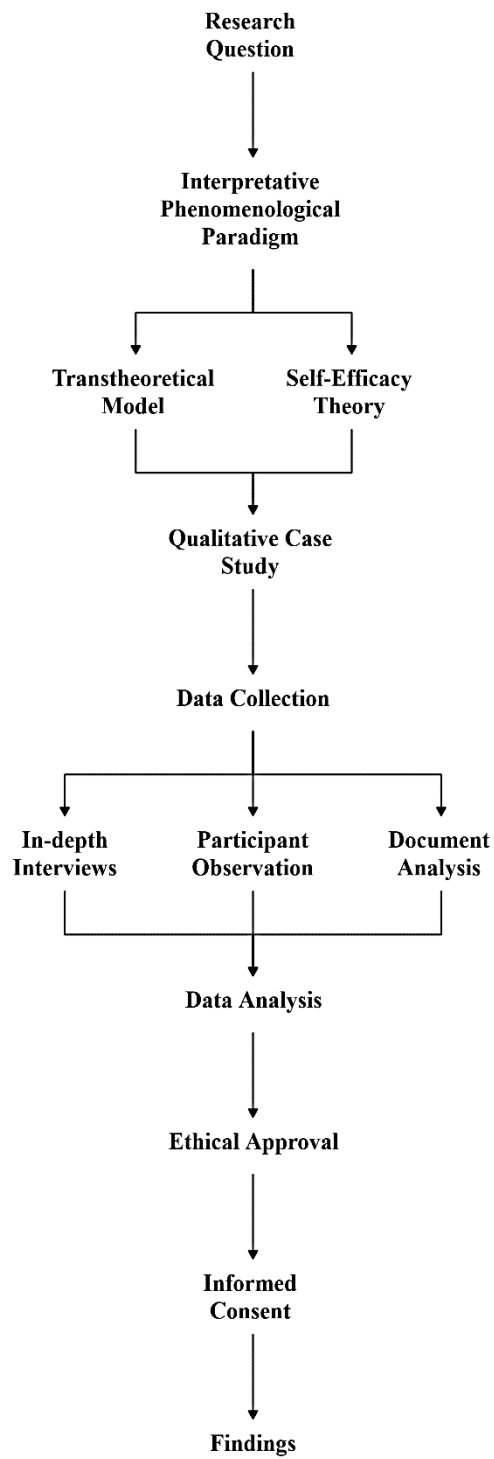 Research
Question
Interpretative
Phenomenological
Paradigm
Transtheoretical
Model
Self-Efficacy
Theory
Qualitative Case
Study
Data Collection
In-depth
Interviews
Participant
Observation
Document
Analysis
Data Analysis
Ethical Approval
Informed
Consent
Findings